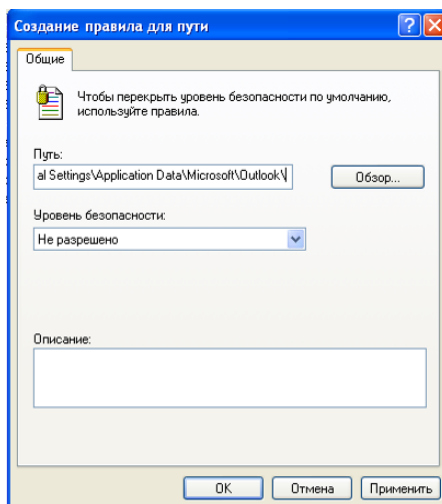 Создание правила для пути
Общие
Чтобы перекрыть уровень безопасности по умолчанию,
используйте правила.
Путь:
al Settings\Application Data\Microsoft\Outlook\
Обзор...
Уровень безопасности:
Не разрешено
Описание:
OK
Отмена
Применить